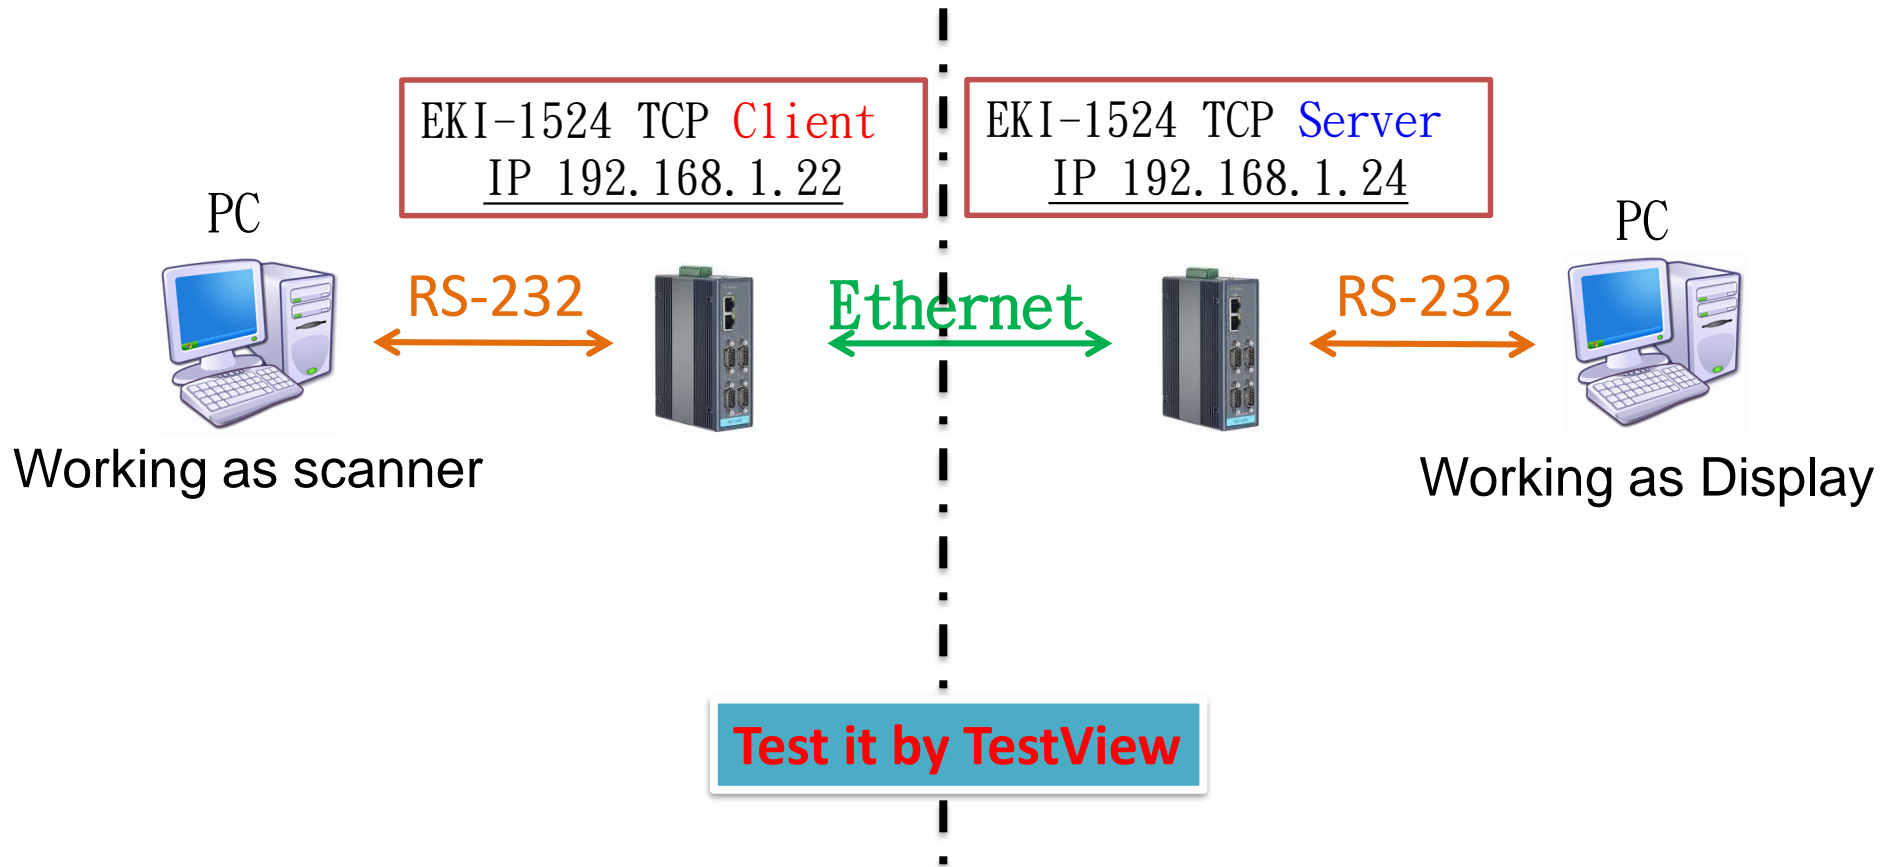 EKI-1524 TCP Client
IP 192.168.1.22
EKI-1524 TCP Server
IP 192.168.1.24
PC
PC
RS-232
Ethernet
RS-232
Working as scanner
Working as Display
Test it by TestView